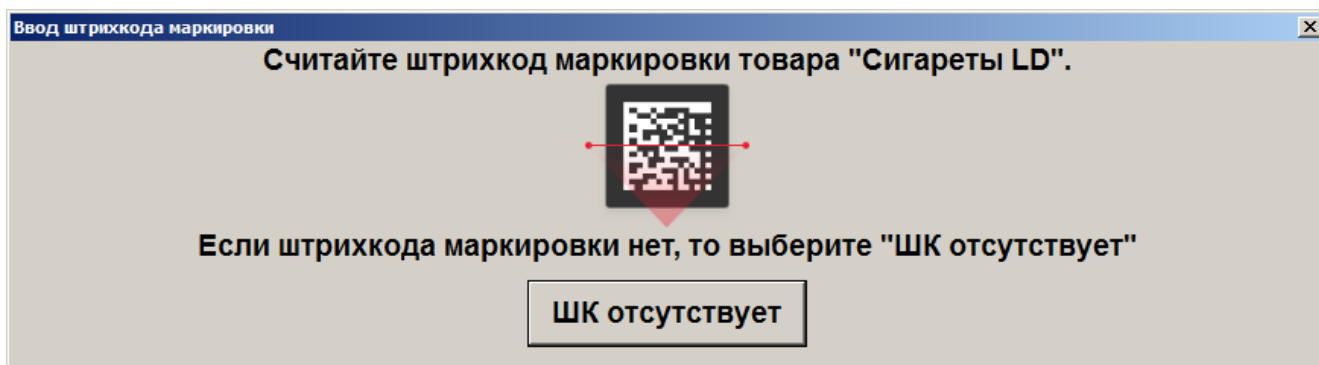 Ввод штрихкода маркировки
Считайте штрихкод маркировки товара "Сигареты LD".
Если штрихкода маркировки нет, то выберите "ШК отсутствует"
ШК отсутствует